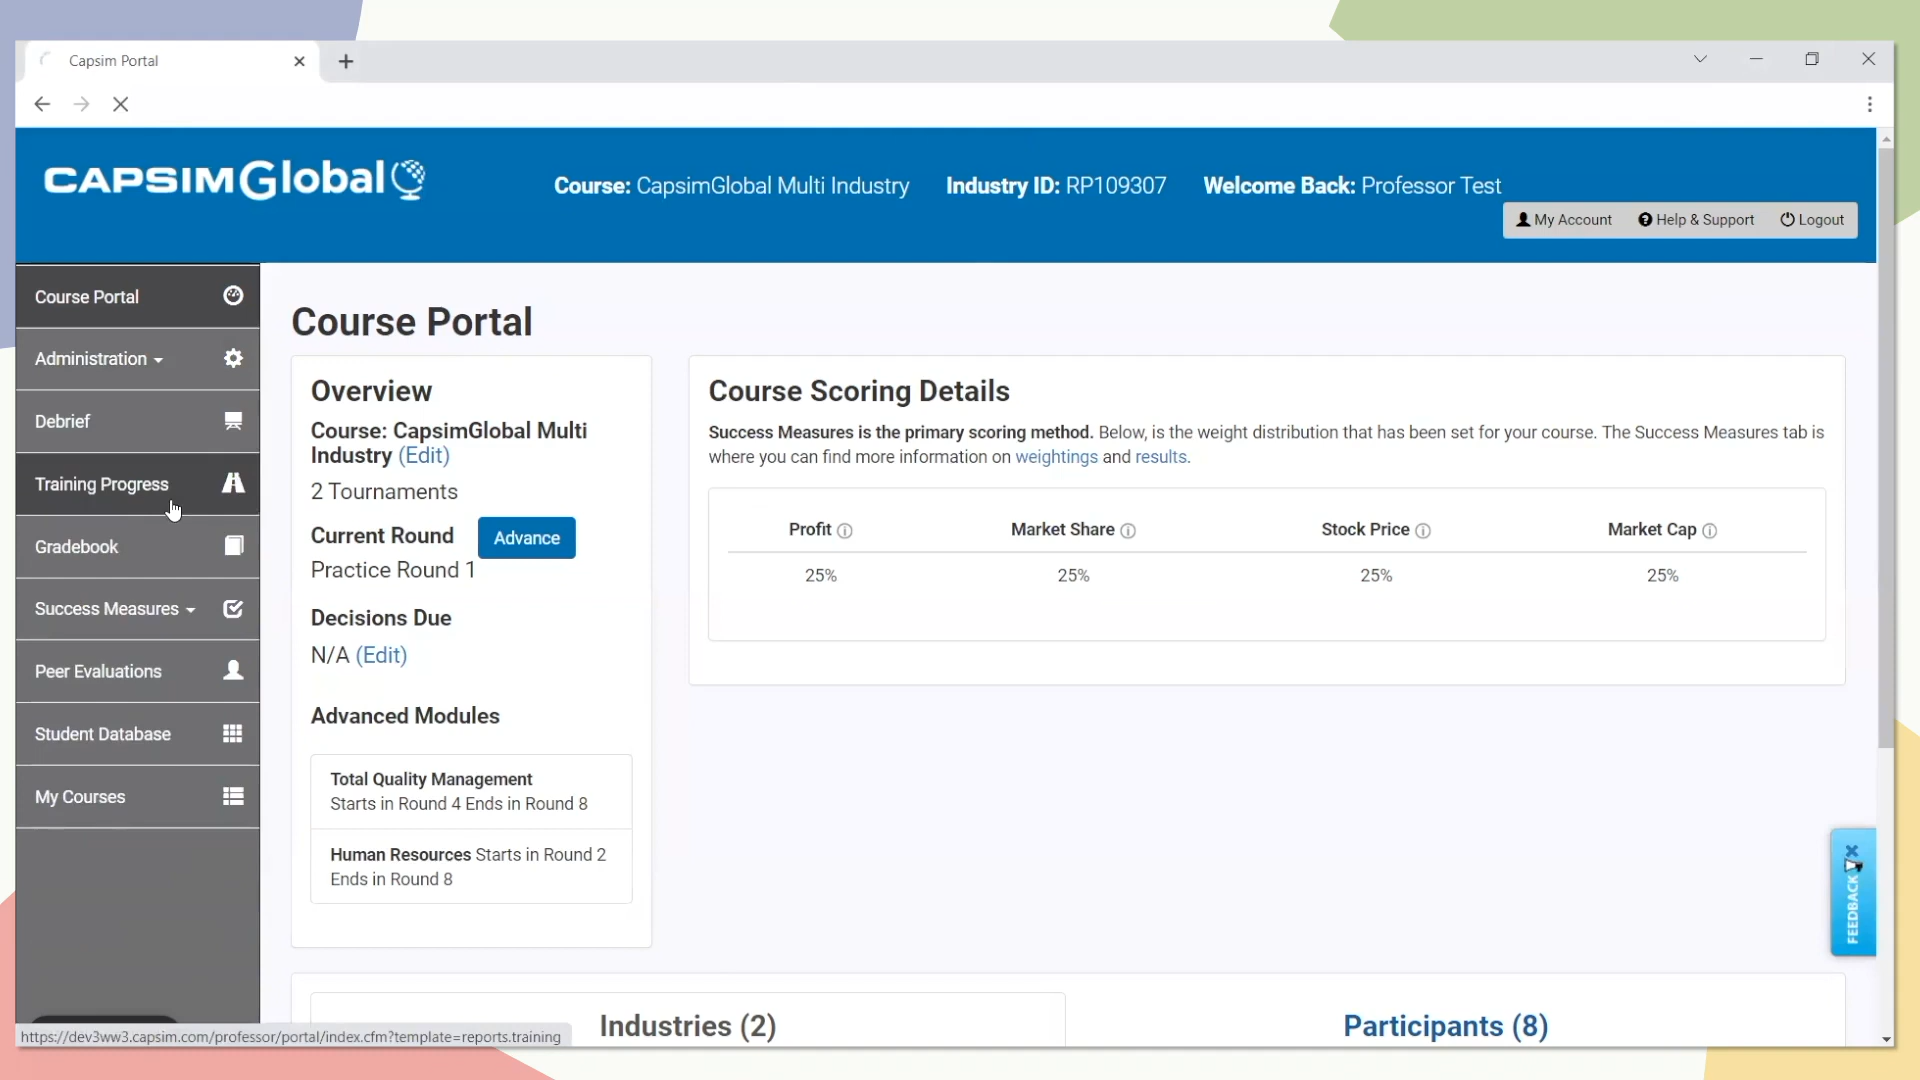 Capsim Portal
CAPSIMGlobal
Course: CapsimGlobal Multi Industry
Industry ID: RP109307
Welcome Back: Professor Test
My Account
Help & Support
Logout
Course Portal
Administration
Debrief
Training Progress
Gradebook
Success Measures
Peer Evaluations
Student Database
My Courses
Course Portal
Overview
Course: CapsimGlobal Multi
Industry (Edit)
2 Tournaments
Current Round
Advance
Practice Round 1
Decisions Due
N/A (Edit)
Advanced Modules
Total Quality Management
Starts in Round 4 Ends in Round 8
Human Resources Starts in Round 2
Ends in Round 8
Course Scoring Details
Success Measures is the primary scoring method. Below, is the weight distribution that has been set for your course. The Success Measures tab is
where you can find more information on weightings and results.
Profit Market Share Stock Price Market Cap
25% 25% 25% 25%
FEEDBACK
Industries (2)
Participants (8)
https://dev3ww3.capsim.com/professor/portal/index.cfm?template=reports.training